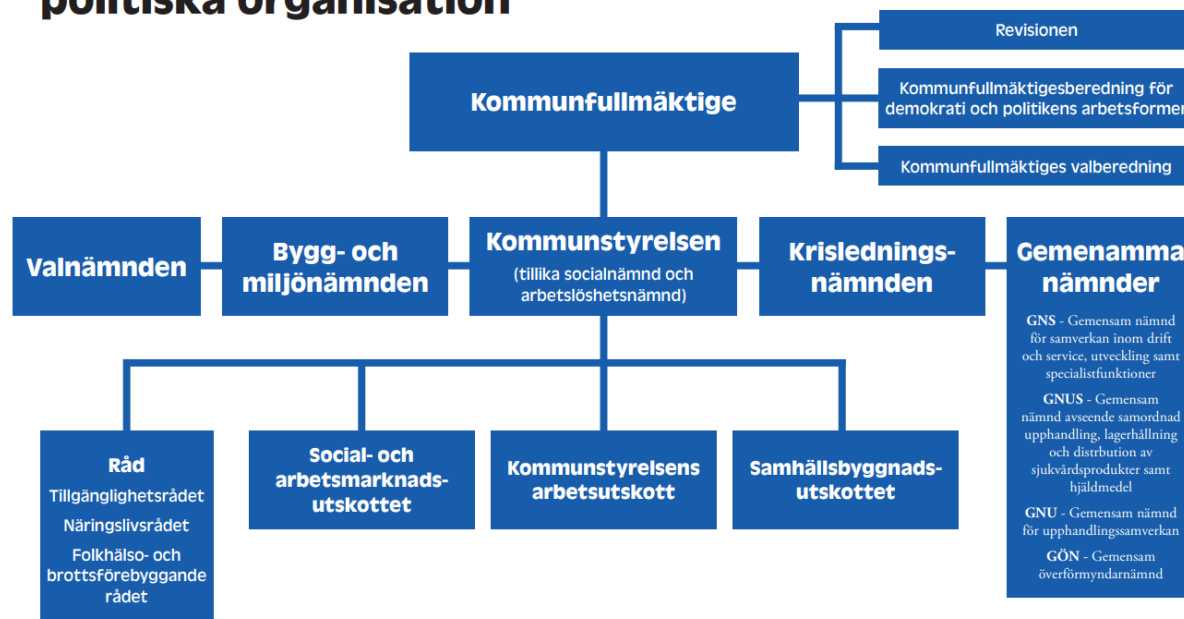 politiska organisation
Revisionen
Kommunfullmäktige
Kommunfullmäktigesberedning för
demokrati och politikens arbetsformer
Kommunfullmäktiges valberedning
Valnämnden
Bygg- och
miljönämnden
Kommunstyrelsen
(tillika socialnämnd och
arbetslöshetsnämnd)
Krislednings-
nämnden
Gemenamma
nämnder
GNS - Gemensam nämnd
för samverkan inom drift
och service, utveckling samt
specialistfunktioner
GNUS - Gemensam
nämnd avseende samordnad
upphandling, lagerhållning
och distrbution av
sjukvårdsprodukter samt
hjäldmedel
GNU - Gemensam nämnd
för upphandlingssamverkan
GÖN - Gemensam
överförmyndarnämnd
Råd
Tillgänglighetsrådet
Näringslivsrådet
Folkhälso- och
brottsförebyggande
rådet
Social- och
arbetsmarknads-
utskottet
Kommunstyrelsens
arbetsutskott
Samhällsbyggnads-
utskottet